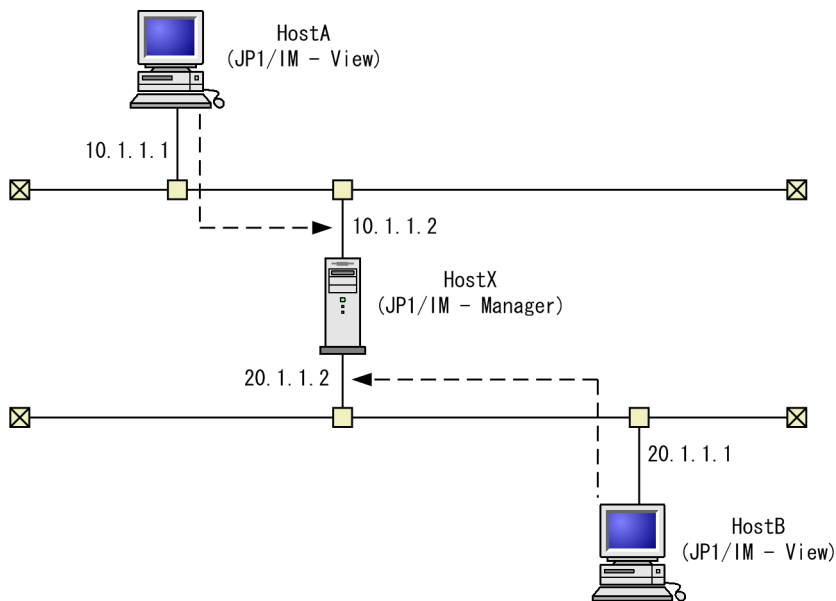 HostA
(JP1/IM - View)
10.1.1.1
10.1.1.2
HostX
(JP1/IM - Manager)
20.1.1.2
20.1.1.1
HostB
(JP1/IM - View)